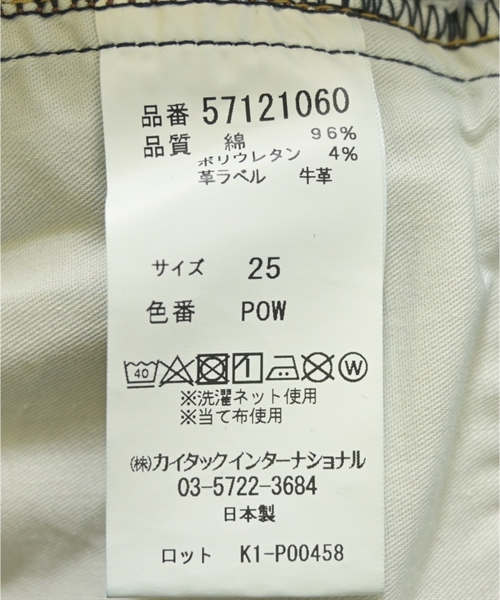 品番 57121060
品質 綿 96%
ポリウレタン 4%
革ラベル 牛革
サイズ 25
色番 POW
40 W
※洗濯ネット使用
※当て布使用
㈱カイタックインターナショナル
03-5722-3684
日本製
ロット K1-P00458